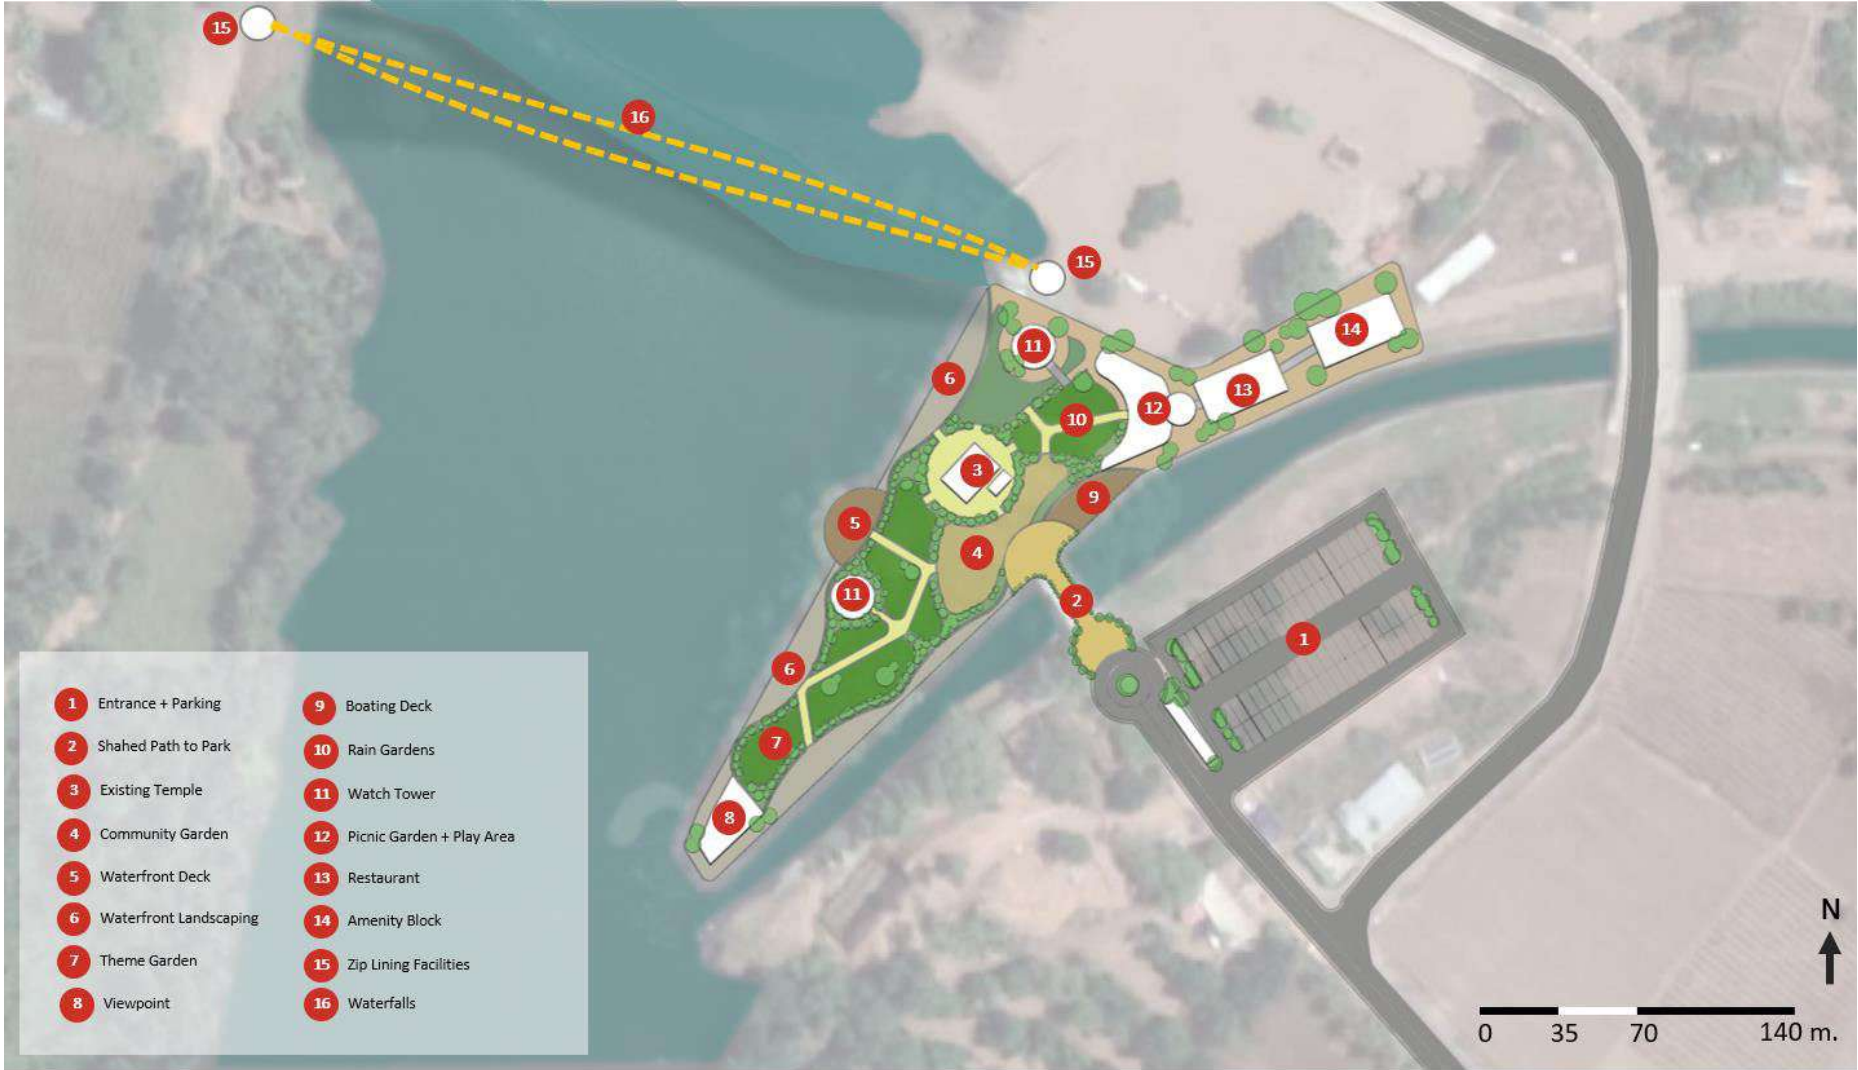 15
16
15
14
11
6
13
12
10
3
9
5
4
11
2
1
6
7
8
1 Entrance + Parking
2 Shahed Path to Park
3 Existing Temple
4 Community Garden
5 Waterfront Deck
6 Waterfront Landscaping
7 Theme Garden
8 Viewpoint
9 Boating Deck
10 Rain Gardens
11 Watch Tower
12 Picnic Garden + Play Area
13 Restaurant
14 Amenity Block
15 Zip Lining Facilities
16 Waterfalls
N
0 35 70 140 m.